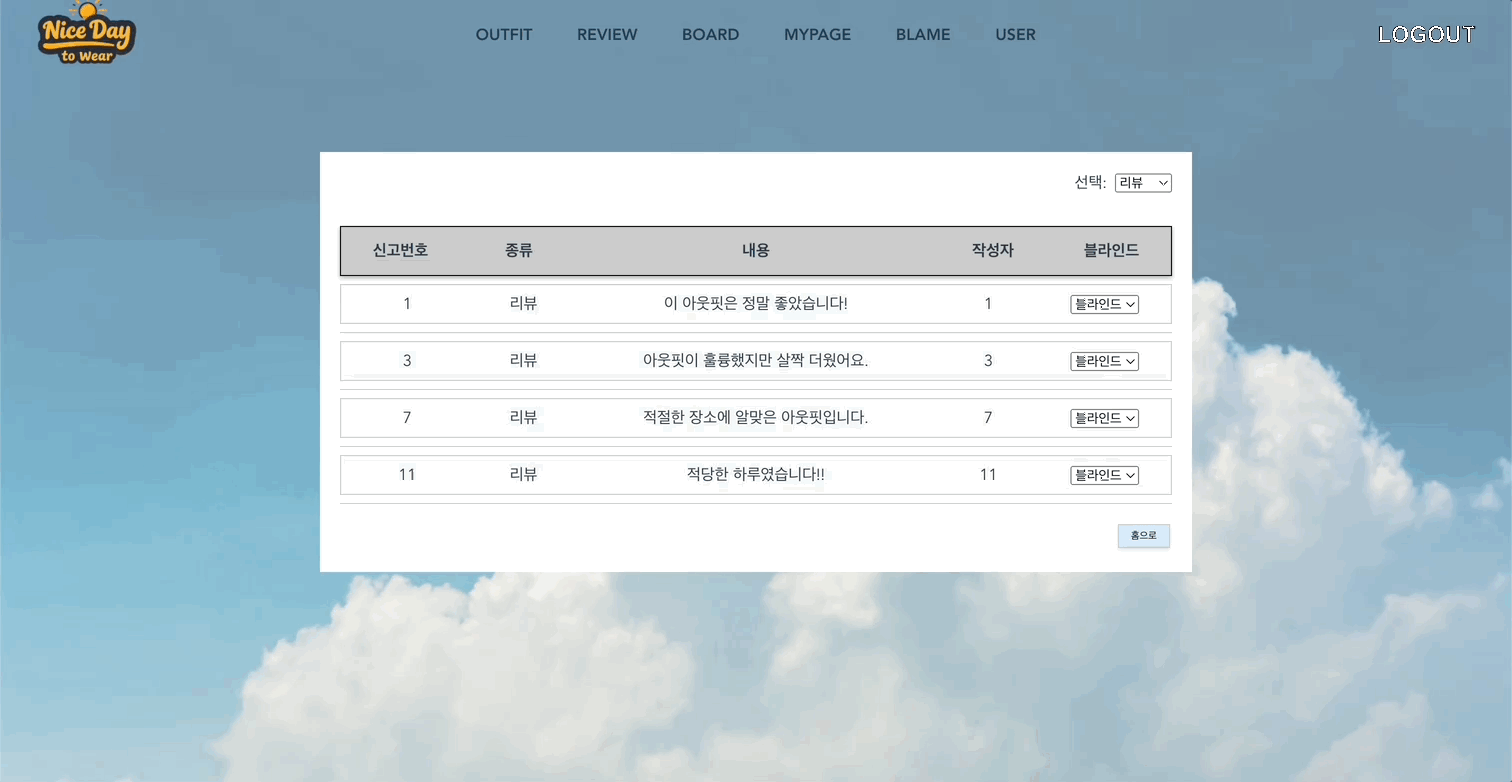 Nice Day
to Wear
OUTFIT REVIEW BOARD MYPAGE BLAME USER
LOGOUT
선택: 리뷰
신고번호 종류 내용 작성자 블라인드
1 리뷰 이 아웃핏은 정말 좋았습니다! 1 블라인드
3 리뷰 아웃핏이 훌륭했지만 살짝 더웠어요. 3 블라인드
7 리뷰 적절한 장소에 알맞은 아웃핏입니다. 7 블라인드
11 리뷰 적당한 하루였습니다!! 11 블라인드
홈으로